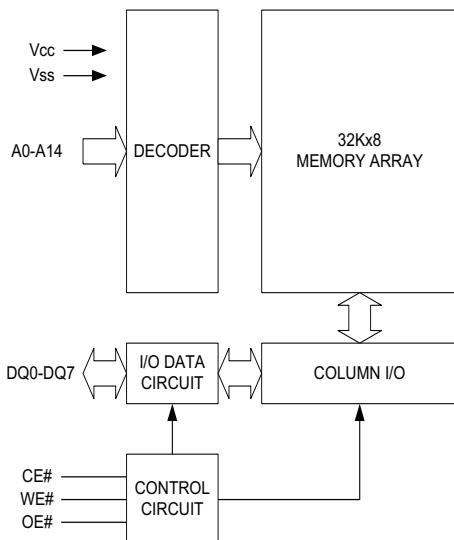 Vcc
Vss
A0-A14
DECODER
32Kx8
MEMORY ARRAY
DQ0-DQ7
I/O DATA
CIRCUIT
COLUMN I/O
CE#
WE#
OE#
CONTROL
CIRCUIT